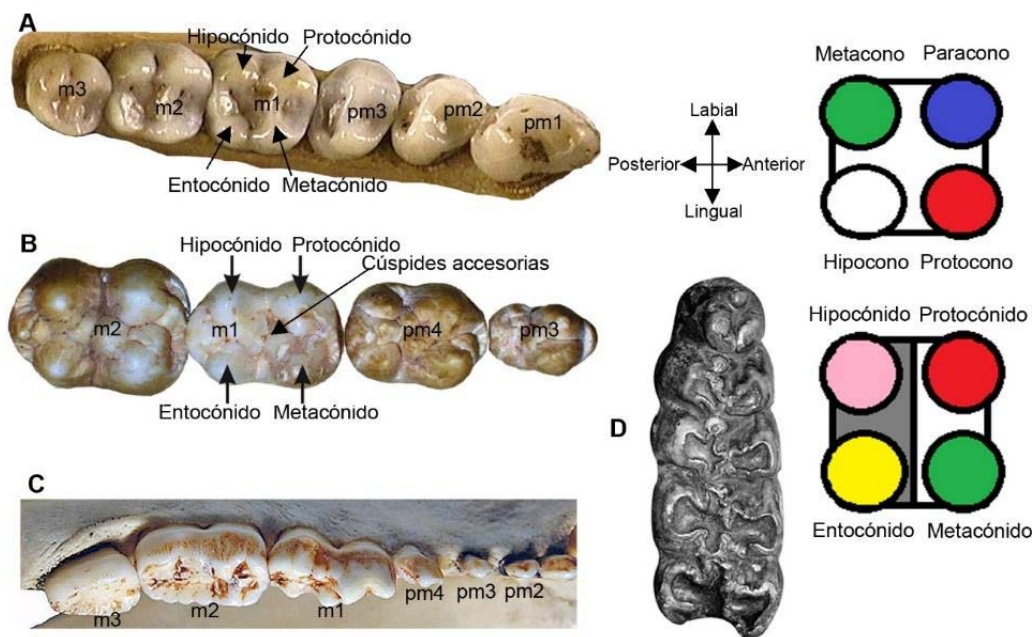 A
Hipocónido
Protocónido
m3
m2
m1
pm3
pm2
pm1
Entocónido
Metacónido
B
Hipocónido
Protocónido
Cúspides accesorias
m2
m1
pm4
pm3
Entocónido
Metacónido
C
m3
m2
m1
pm4
pm3
pm2
D
Labial
Posterior
Anterior
Lingual
Metacono
Paracono
Hipocono
Protocono
Hipocónido
Protocónido
Entocónido
Metacónido